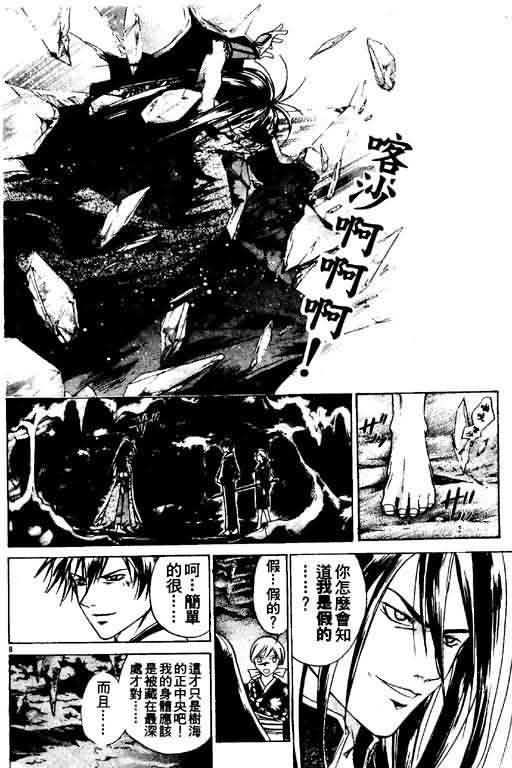 喀沙
啊啊啊!
你怎麼會知
道我是假的
……?
假…假的?
呵…簡單
的很……
這才只是樹海
的正中央吧!
我的身體應該
是被藏在最深
處才對……
而且……
8